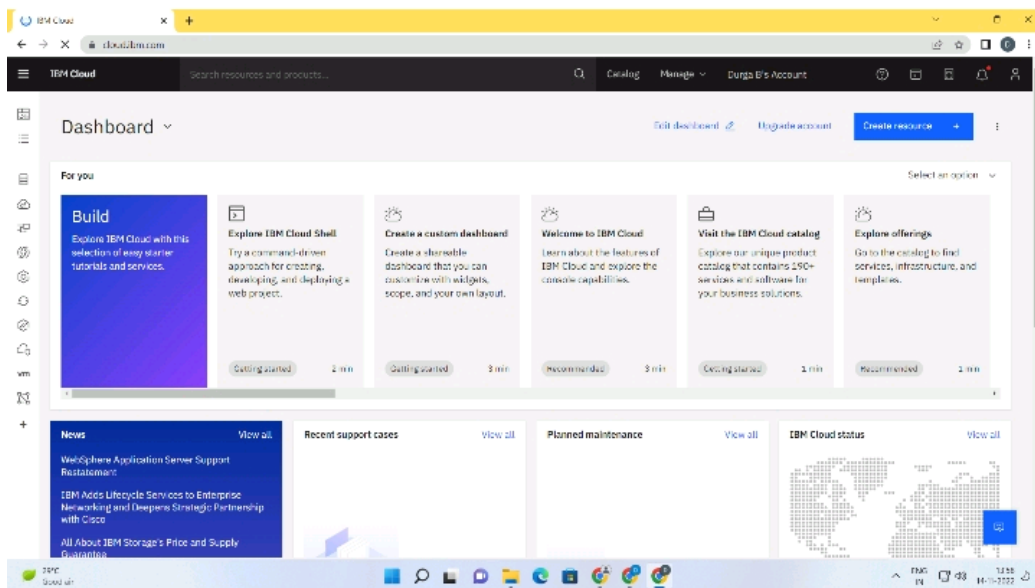 IBM Cloud
cloud.ibm.com
IBM Cloud
Search resources and products...
Catalog
Manage
Durga B's Account
Dashboard
Edit dashboard
Upgrade account
Create resource
For you
Select an option
Build
Explore IBM Cloud with this
selection of easy starter
tutorials and services.
Explore IBM Cloud Shell
Try a command-driven
approach for creating,
developing, and deploying a
web project.
Getting started
2 min
Create a custom dashboard
Create a shareable
dashboard that you can
customize with widgets,
scope, and your own layout.
Getting started
3 min
Welcome to IBM Cloud
Learn about the features of
IBM Cloud and explore the
console capabilities.
Recommended
3 min
Visit the IBM Cloud catalog
Explore our unique product
catalog that contains 190+
services and software for
your business solutions.
Getting started
1 min
Explore offerings
Go to the catalog to find
services, infrastructure, and
templates.
Recommended
1 min
vm
News
View all
WebSphere Application Server Support
Restatement
IBM Adds Lifecycle Services to Enterprise
Networking and Deepens Strategic Partnership
with Cisco
All About IBM Storage's Price and Supply
Guarantee
Recent support cases
View all
Planned maintenance
View all
IBM Cloud status
View all
Good air
ENG
IN
14-11-2022